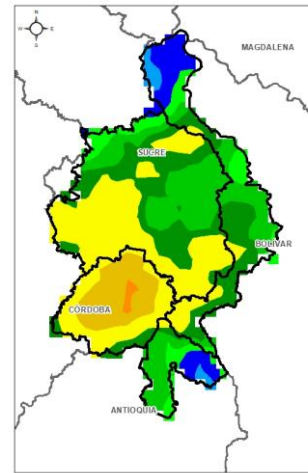 N
W E
S
MAGDALENA
SUCRE
BOLIVAR
CORDOBA
ANTIOQUIA